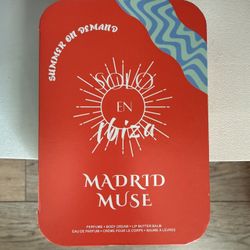 SUMMER ON DEMAND
SOLO
EN
Ibiza
MADRID
MUSE
PERFUME • BODY CREAM • LIP BUTTER BALM
EAU DE PARFUM • CRÈME POUR LE CORPS • BAUME À LÈVRES